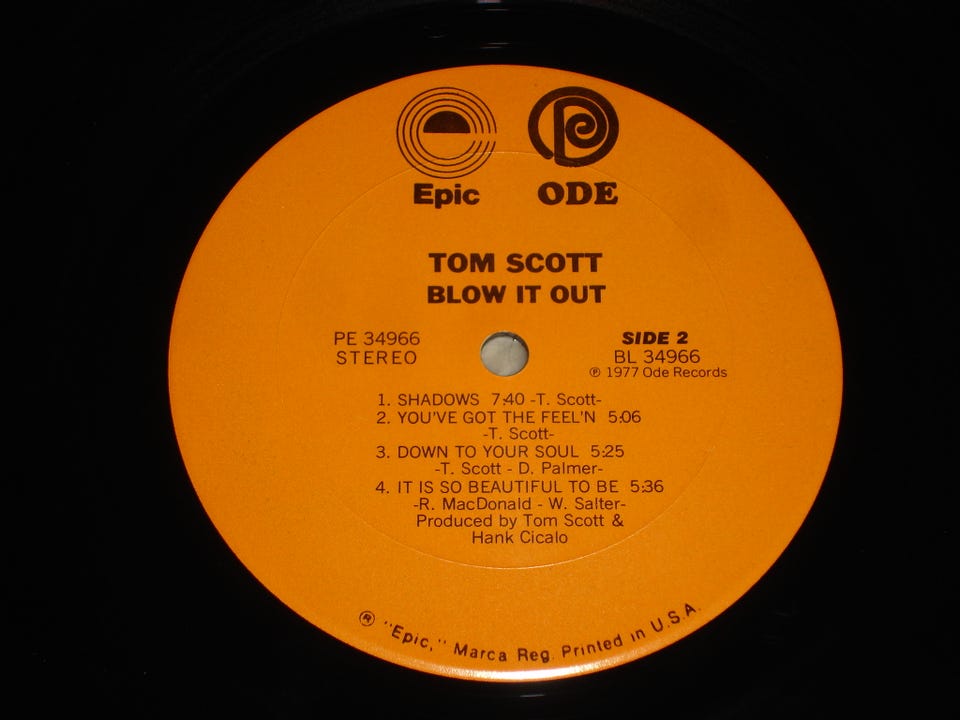 Epic ODE
TOM SCOTT
BLOW IT OUT
PE 34966
STEREO
SIDE 2
BL 34966
℗ 1977 Ode Records
1. SHADOWS 7:40 -T. Scott-
2. YOU'VE GOT THE FEEL'N 5:06
-T. Scott-
3. DOWN TO YOUR SOUL 5:25
-T. Scott - D. Palmer-
4. IT IS SO BEAUTIFUL TO BE 5:36
-R. MacDonald - W. Salter-
Produced by Tom Scott &
Hank Cicalo
® "Epic," Marca Reg. Printed in U.S.A.